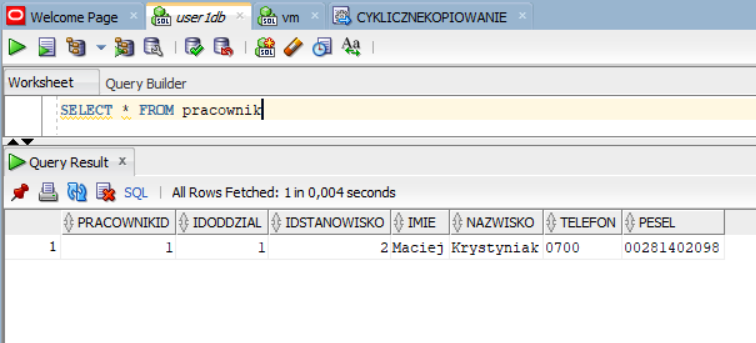 Welcome Page user1db vm CYKLICZNEKOPIOWANIE
Worksheet Query Builder
SELECT * FROM pracownik
Query Result x
SQL | All Rows Fetched: 1 in 0,004 seconds
PRACOWNIKID IDODDZIAL IDSTANOWISKO IMIE NAZWISKO TELEFON PESEL
1 1 1 2 Maciej Krystyniak 0700 00281402098